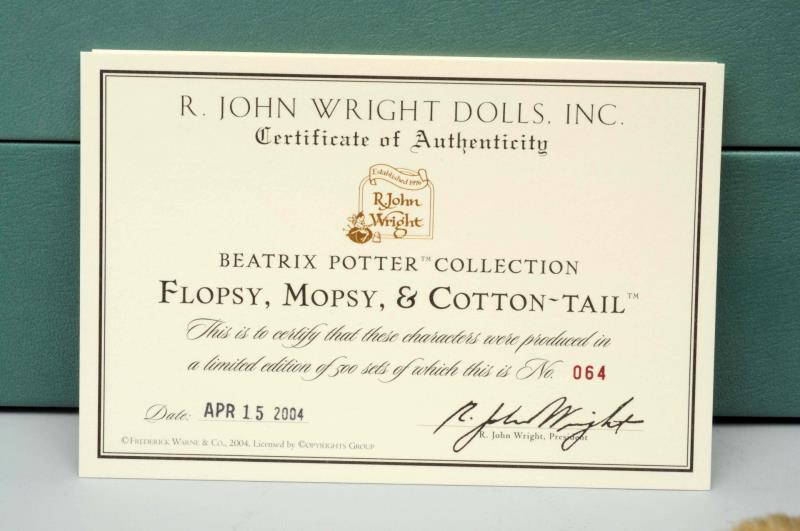 R. JOHN WRIGHT DOLLS, INC.
Certificate of Authenticity
Established 1976
R. John
Wright
BEATRIX POTTER™ COLLECTION
FLOPSY, MOPSY, & COTTON~TAIL™
This is to certify that these characters were produced in
a limited edition of 500 sets of which this is No. 064
Date: APR 15 2004
R. John Wright
R. John Wright, President
©FREDERICK WARNE & CO., 2004, Licensed by ©OPYRIGHTS GROUP